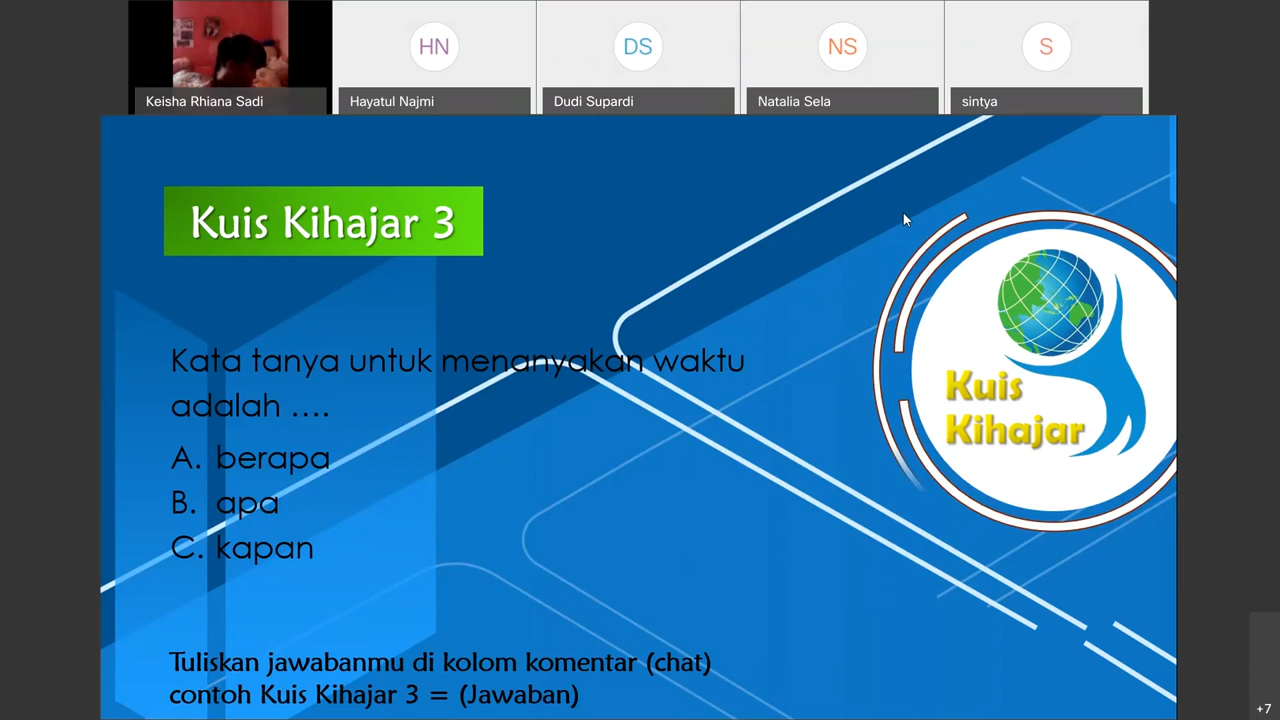 HN
DS
NS
S
Keisha Rhiana Sadi
Hayatul Najmi
Dudi Supardi
Natalia Sela
sintya
Kuis Kihajar 3
Kata tanya untuk menanyakan waktu
adalah ....
A. berapa
B. apa
C. kapan
Kuis
Kihajar
Tuliskan jawabanmu di kolom komentar (chat)
contoh Kuis Kihajar 3 = (Jawaban)
+7